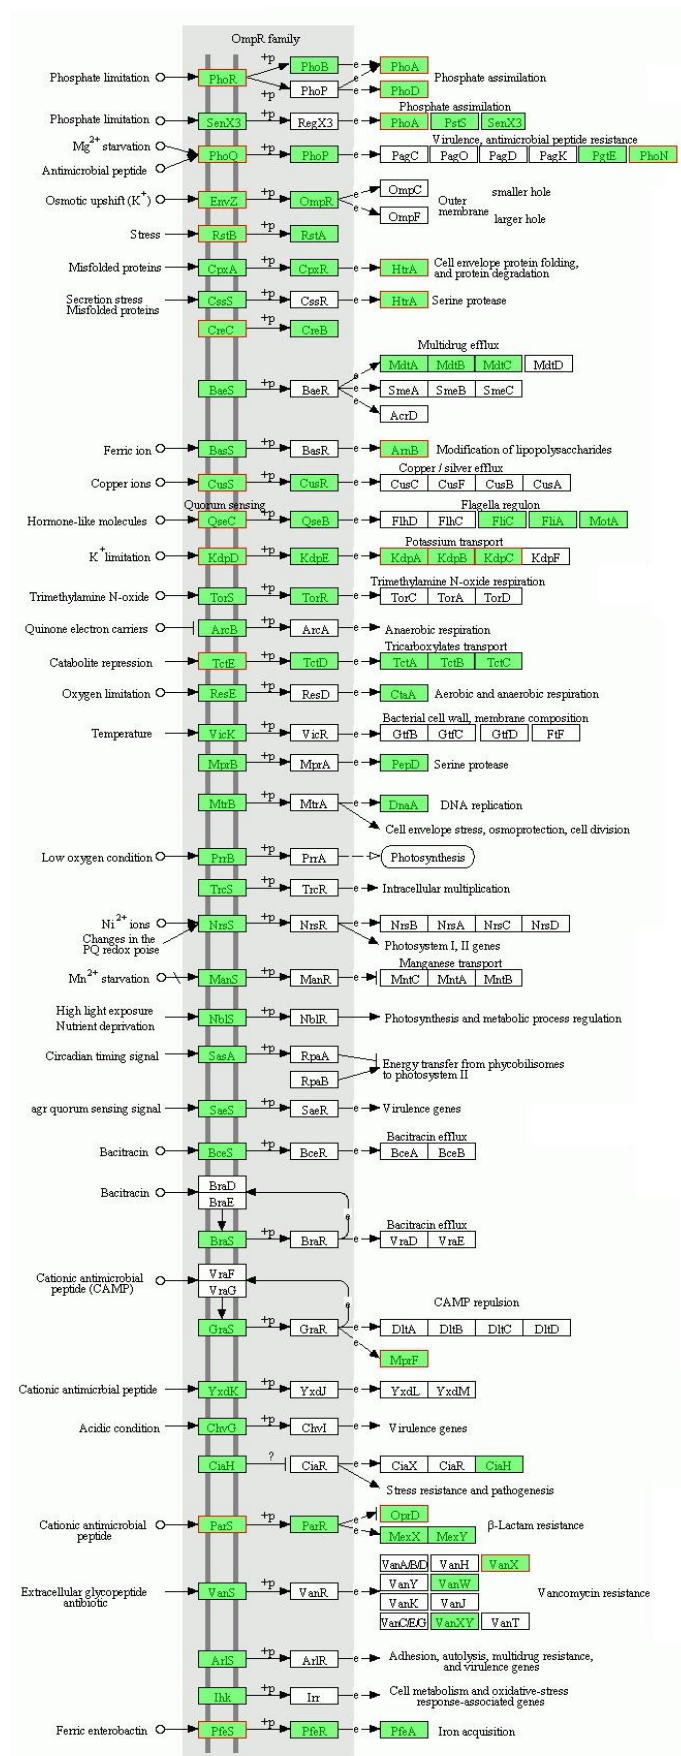 OmpR family
Phosphate limitation PhoR +p PhoB e PhoA
+p PhoP e PhoD Phosphate assimilation
Phosphate assimilation
Phosphate limitation SenX3 +p RegX3 e PhoA PstS SenX3
Virulence, antimicrobial peptide resistance
Mg2+ starvation
Antimicrobial peptide PhoQ +p PhoP e PagC PagO PagD PagK PgtE PhoN
Osmotic upshift (K+) EnvZ +p OmpR e OmpC smaller hole
Outer membrane
e OmpF larger hole
Stress RstB +p RstA
Misfolded proteins CpxA +p CpxR e HtrA Cell envelope protein folding,
and protein degradation
Secretion stress
Misfolded proteins CssS +p CssR e HtrA Serine protease
CreC +p CreB
Multidrug efflux
e MdtA MdtB MdtC MdtD
BaeS +p BaeR e SmeA SmeB SmeC
e AcrD
Ferric ion BasS +p BasR e ArnB Modification of lipopolysaccharides
Copper / silver efflux
Copper ions CusS +p CusR e CusC CusF CusB CusA
Quorum sensing Flagella regulon
Hormone-like molecules QseC +p QseB e FlhD FlhC FliC FliA MotA
Potassium transport
K+ limitation KdpD +p KdpE e KdpA KdpB KdpC KdpF
Trimethylamine N-oxide respiration
Trimethylamine N-oxide TorS +p TorR e TorC TorA TorD
Quinone electron carriers ArcB +p ArcA e Anaerobic respiration
Tricarboxylates transport
Catabolite repression TctE +p TctD e TctA TctB TctC
Oxygen limitation ResE +p ResD e CtaA Aerobic and anaerobic respiration
Bacterial cell wall, membrane composition
Temperature VicK +p VicR e GtfB GtfC GtfD FtF
MprB +p MprA e PepD Serine protease
MtrB +p MtrA e DnaA DNA replication
Cell envelope stress, osmoprotection, cell division
Low oxygen condition PrrB +p PrrA Photosynthesis
TrcS +p TrcR e Intracellular multiplication
Ni2+ ions NrsS +p NrsR e NrsB NrsA NrsC NrsD
Changes in the
PQ redox poise Photosystem I, II genes
Manganese transport
Mn2+ starvation ManS +p ManR e MntC MntA MntB
High light exposure
Nutrient deprivation NblS +p NblR Photosynthesis and metabolic process regulation
Circadian timing signal SasA +p RpaA
RpaB Energy transfer from phycobilisomes
to photosystem II
agr quorum sensing signal SaeS +p SaeR e Virulence genes
Bacitracin efflux
Bacitracin BceS +p BceR e BceA BceB
Bacitracin BraD
BraE e
Bacitracin efflux
BraS +p BraR e VraD VraE
Cationic antimicrobial
peptide (CAMP) VraF
VraG e
CAMP repulsion
GraS +p GraR e DltA DltB DltC DltD
e MprF
Cationic antimicrbial peptide YxdK +p YxdJ e YxdL YxdM
Acidic condition ChvG +p ChvI e Virulence genes
CiaH ? CiaR e CiaX CiaR CiaH
Stress resistance and pathogenesis
Cationic antimicrobial
peptide ParS +p ParR e OprD
e MexX MexY β-Lactam resistance
VanA/B/D VanH VanX
Extracellular glycopeptide
antibiotic VanS +p VanR e VanY VanW Vancomycin resistance
VanK VanJ
VanC/E/G VanXY VanT
ArlS +p ArlR e Adhesion, autolysis, multidrug resistance,
and virulence genes
Ihk +p Irr e Cell metabolism and oxidative-stress
response-associated genes
Ferric enterobactin PfeS +p PfeR e PfeA Iron acquisition